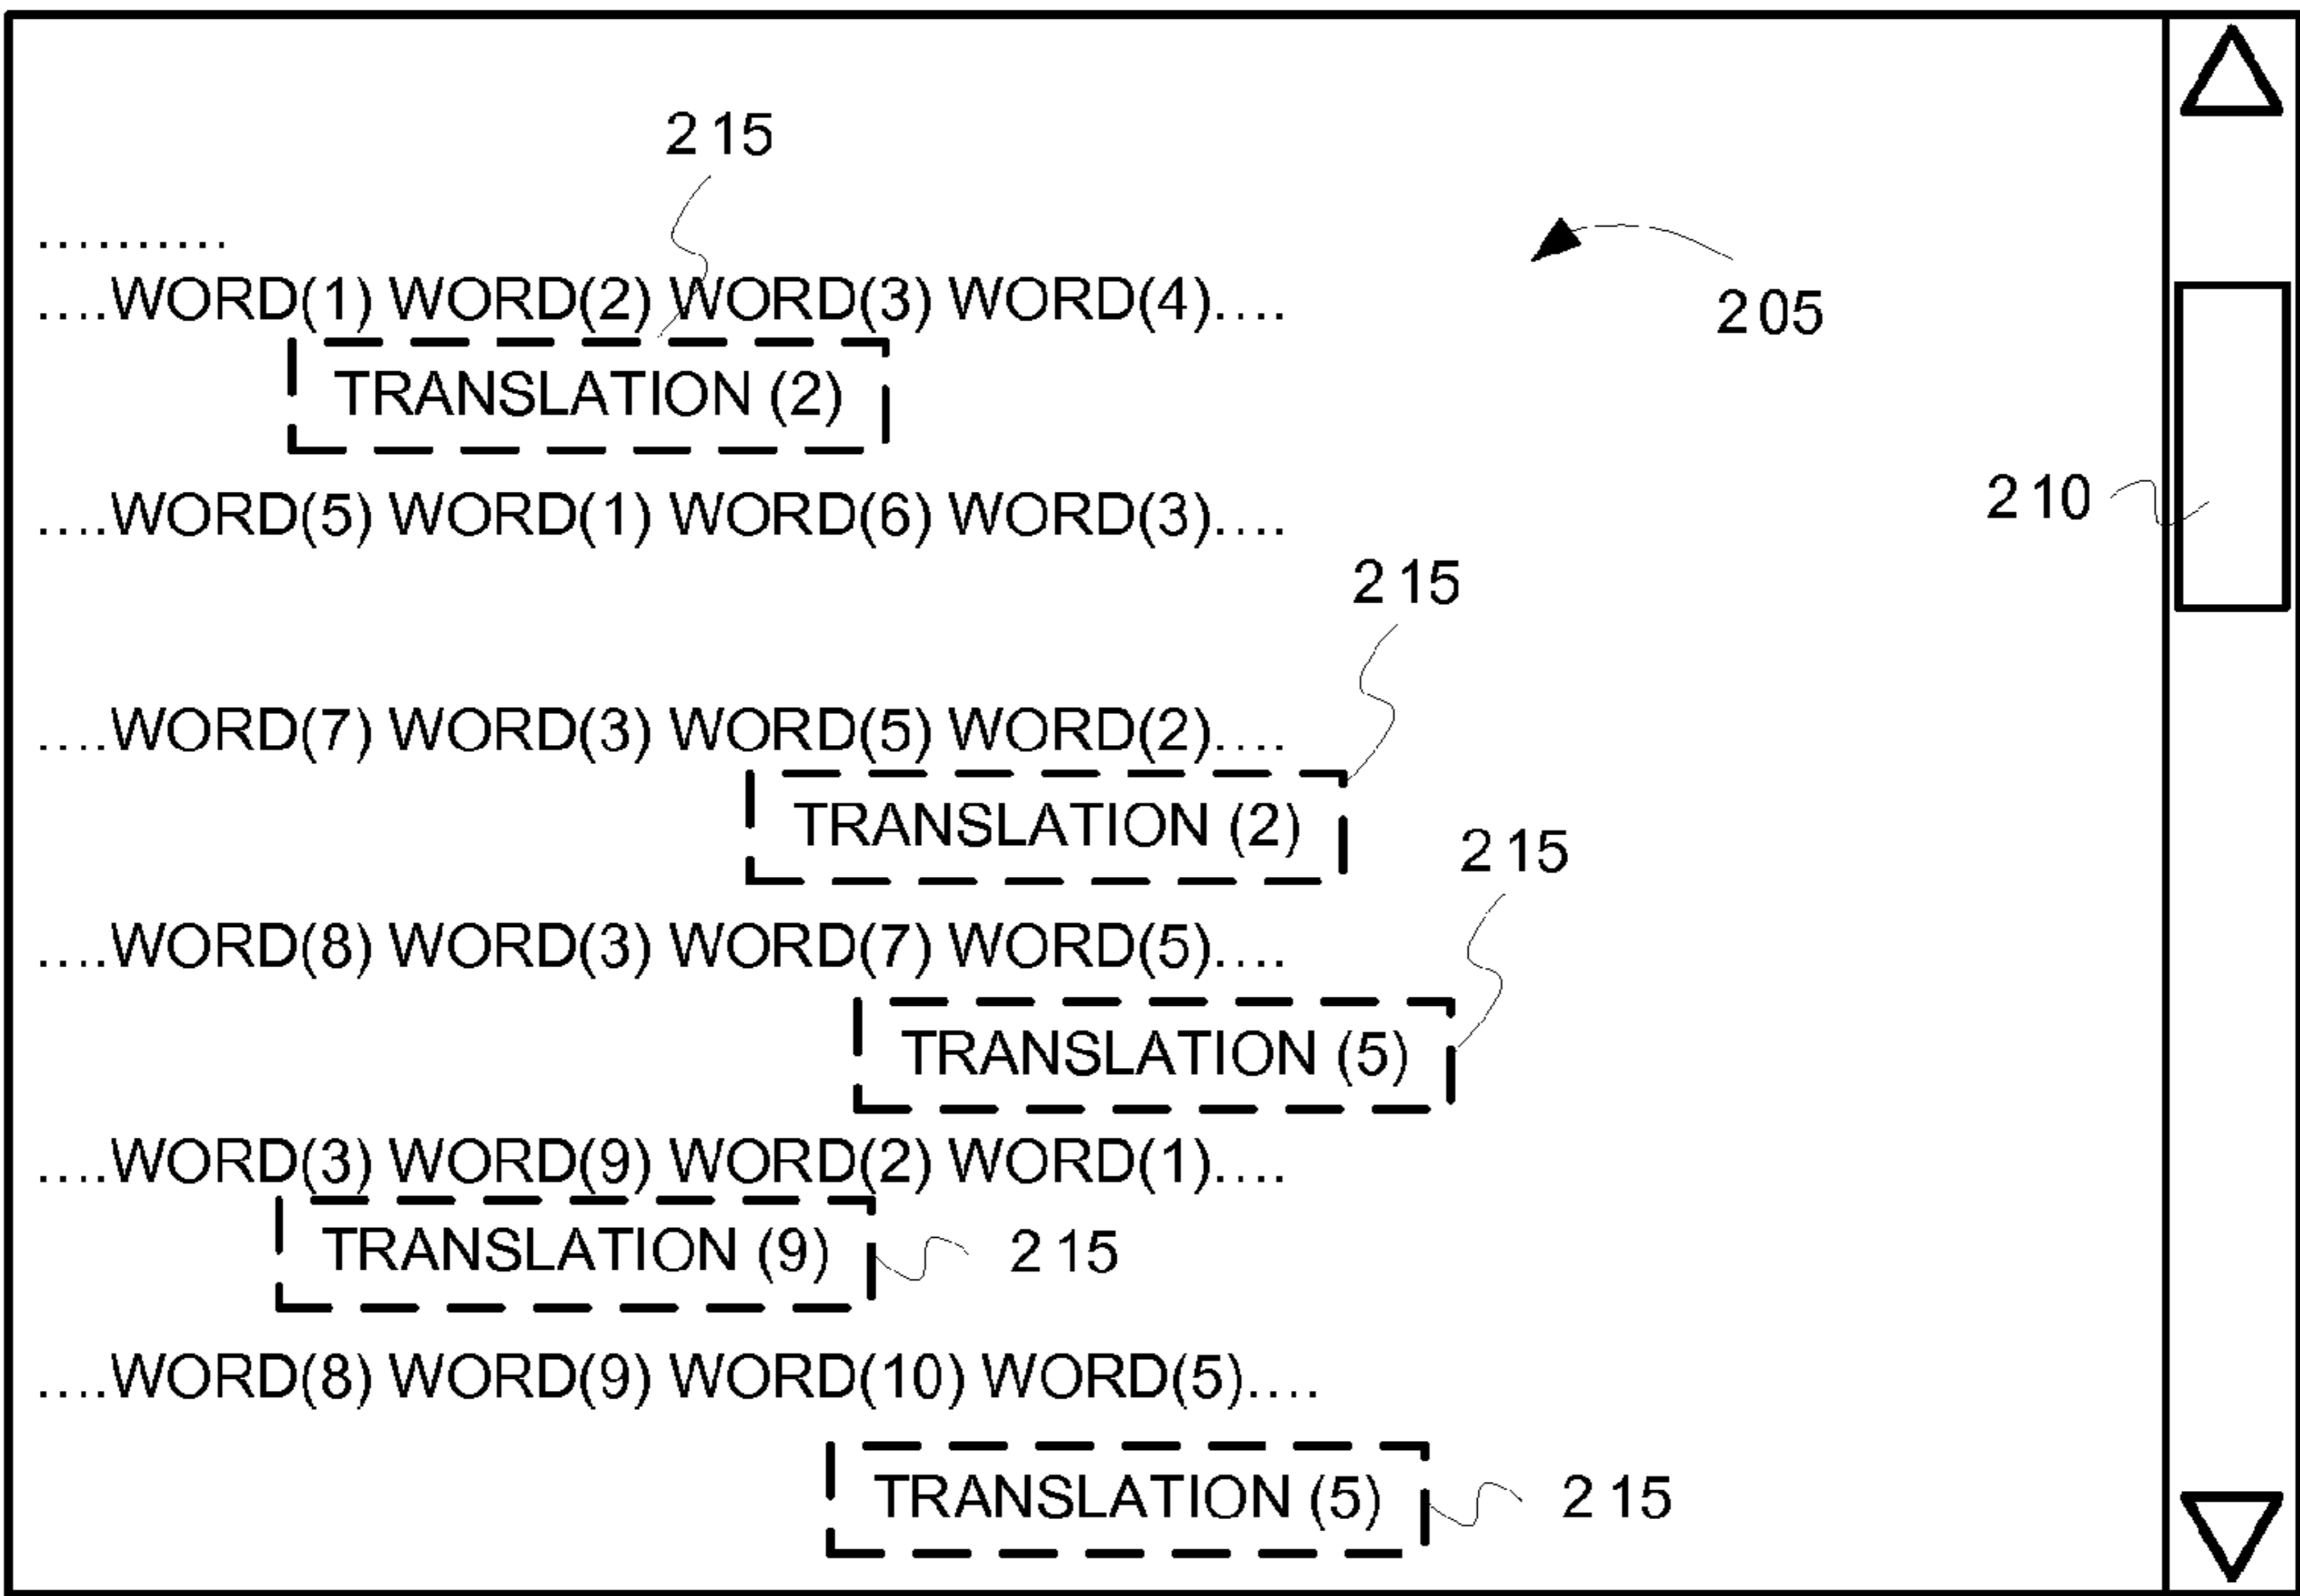 215
..........
....WORD(1) WORD(2) WORD(3) WORD(4)....
205
TRANSLATION (2)
....WORD(5) WORD(1) WORD(6) WORD(3)....
210
215
....WORD(7) WORD(3) WORD(5) WORD(2)....
TRANSLATION (2)
215
....WORD(8) WORD(3) WORD(7) WORD(5)....
TRANSLATION (5)
....WORD(3) WORD(9) WORD(2) WORD(1)....
TRANSLATION (9)
215
....WORD(8) WORD(9) WORD(10) WORD(5)....
TRANSLATION (5)
215